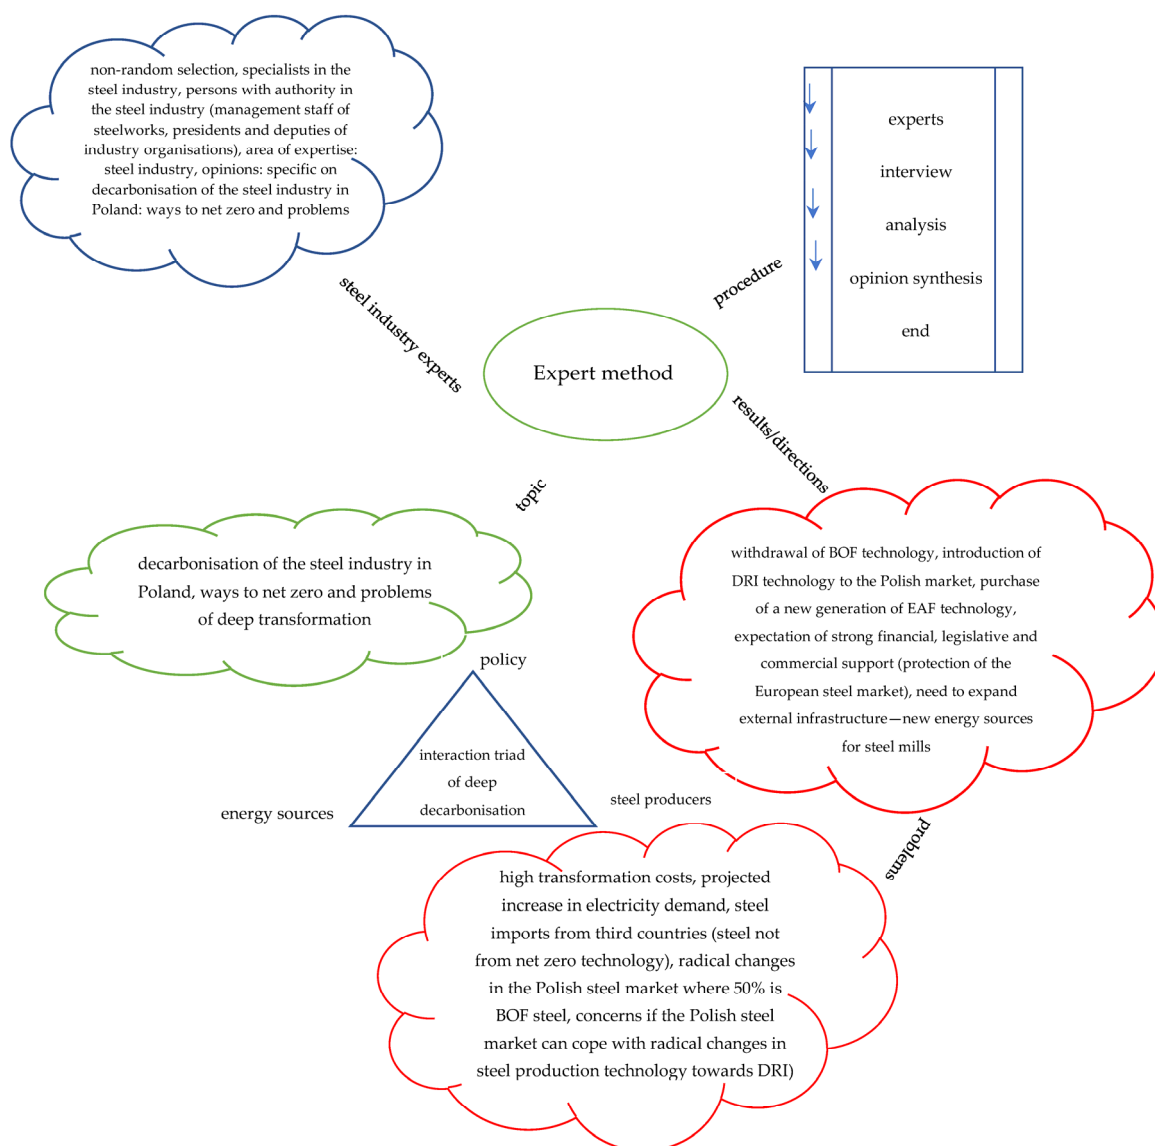 non-random selection, specialists in the
steel industry, persons with authority in
the steel industry (management staff of
steelworks, presidents and deputies of
industry organisations), area of expertise:
steel industry, opinions: specific on
decarbonisation of the steel industry in
Poland: ways to net zero and problems
experts
interview
analysis
opinion synthesis
end
procedure
steel industry experts
Expert method
results/directions
topic
decarbonisation of the steel industry in
Poland, ways to net zero and problems
of deep transformation
withdrawal of BOF technology, introduction of
DRI technology to the Polish market, purchase
of a new generation of EAF technology,
expectation of strong financial, legislative and
commercial support (protection of the
European steel market), need to expand
external infrastructure—new energy sources
for steel mills
policy
interaction triad
of deep
decarbonisation
energy sources
steel producers
problems
high transformation costs, projected
increase in electricity demand, steel
imports from third countries (steel not
from net zero technology), radical changes
in the Polish steel market where 50% is
BOF steel, concerns if the Polish steel
market can cope with radical changes in
steel production technology towards DRI)